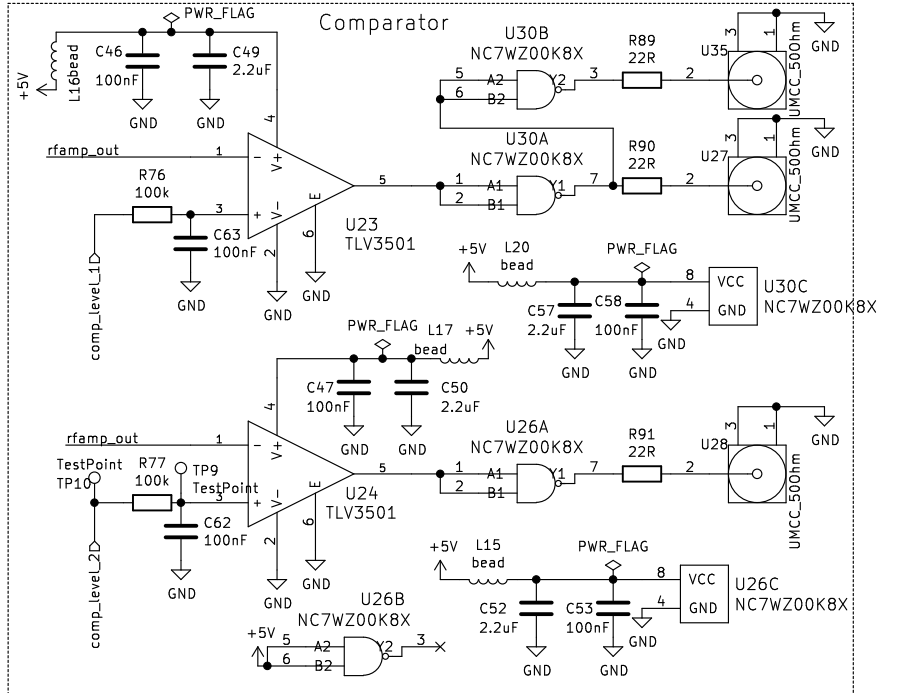 Comparator
PWR_FLAG
+5V
L16
bead
C46
100nF
GND
C49
2.2uF
GND
4
rfamp_out
1
−
V+
R76
100k
3
+
V-
E
5
U23
TLV3501
C63
100nF
GND
2
GND
6
GND
comp_level_1
U30B
NC7WZ00K8X
5
A2
6
B2
Y2
3
R89
22R
2
U35
3
1
GND
UMCC_50Ohm
U30A
NC7WZ00K8X
1
A1
2
B1
Y1
7
R90
22R
2
U27
3
1
GND
UMCC_50Ohm
+5V
L20
bead
PWR_FLAG
C57
2.2uF
GND
C58
100nF
GND
8
VCC
4
GND
GND
U30C
NC7WZ00K8X
PWR_FLAG
L17
bead
+5V
C47
100nF
GND
C50
2.2uF
GND
4
rfamp_out
1
−
V+
TestPoint
TP10
R77
100k
TP9
TestPoint
3
+
V-
E
5
U24
TLV3501
C62
100nF
GND
2
GND
6
GND
comp_level_2
U26A
NC7WZ00K8X
1
A1
2
B1
Y1
7
R91
22R
2
U28
3
1
GND
UMCC_50Ohm
+5V
L15
bead
PWR_FLAG
C52
2.2uF
GND
C53
100nF
GND
8
VCC
4
GND
GND
U26C
NC7WZ00K8X
U26B
NC7WZ00K8X
+5V
5
A2
6
B2
Y2
3